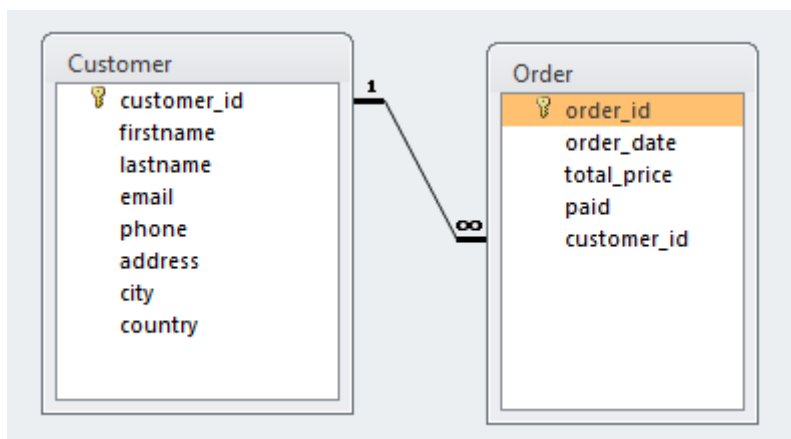 Customer
customer_id
firstname
lastname
email
phone
address
city
country
1
∞
Order
order_id
order_date
total_price
paid
customer_id